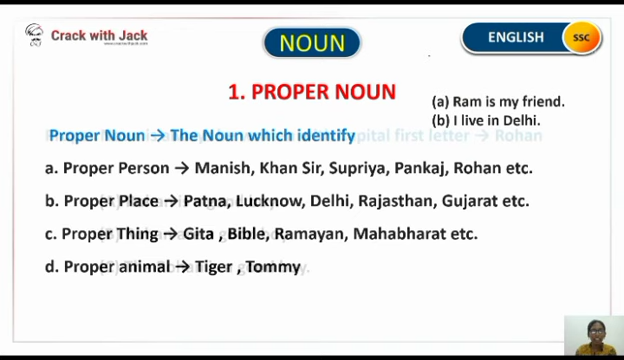 Crack with Jack
NOUN
ENGLISH
SSC
1. PROPER NOUN
(a) Ram is my friend.
(b) I live in Delhi.
Proper Noun → The Noun which identify
a. Proper Person → Manish, Khan Sir, Supriya, Pankaj, Rohan etc.
b. Proper Place → Patna, Lucknow, Delhi, Rajasthan, Gujarat etc.
c. Proper Thing → Gita , Bible, Ramayan, Mahabharat etc.
d. Proper animal → Tiger , Tommy